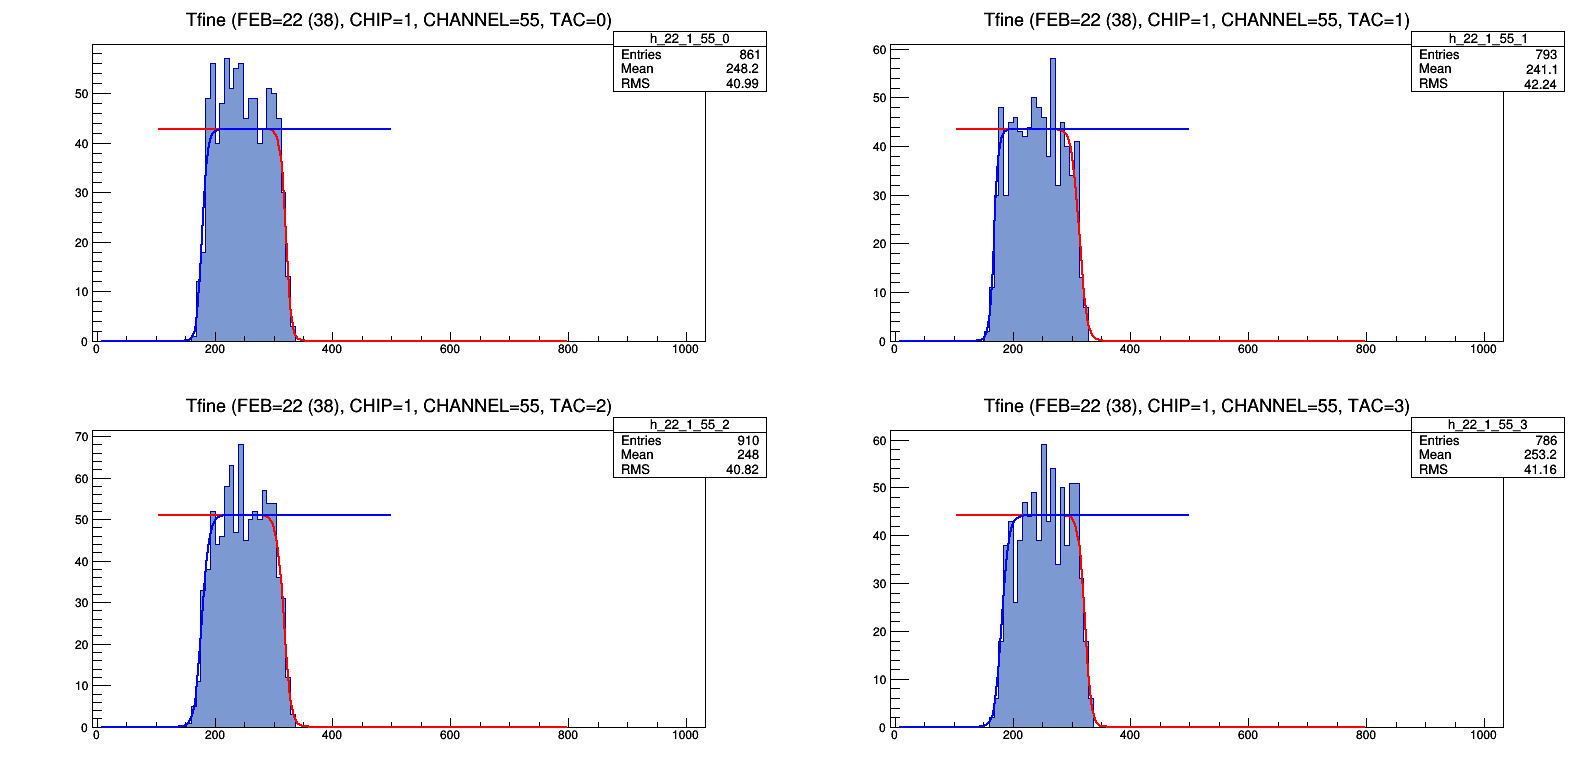 Tfine (FEB=22 (38), CHIP=1, CHANNEL=55, TAC=0)
h_22_1_55_0
Entries 861
Mean 248.2
RMS 40.99
50
40
30
20
10
0
0 200 400 600 800 1000
Tfine (FEB=22 (38), CHIP=1, CHANNEL=55, TAC=1)
h_22_1_55_1
Entries 793
Mean 241.1
RMS 42.24
60
50
40
30
20
10
0
0 200 400 600 800 1000
Tfine (FEB=22 (38), CHIP=1, CHANNEL=55, TAC=2)
h_22_1_55_2
Entries 910
Mean 248
RMS 40.82
70
60
50
40
30
20
10
0
0 200 400 600 800 1000
Tfine (FEB=22 (38), CHIP=1, CHANNEL=55, TAC=3)
h_22_1_55_3
Entries 786
Mean 253.2
RMS 41.16
60
50
40
30
20
10
0
0 200 400 600 800 1000